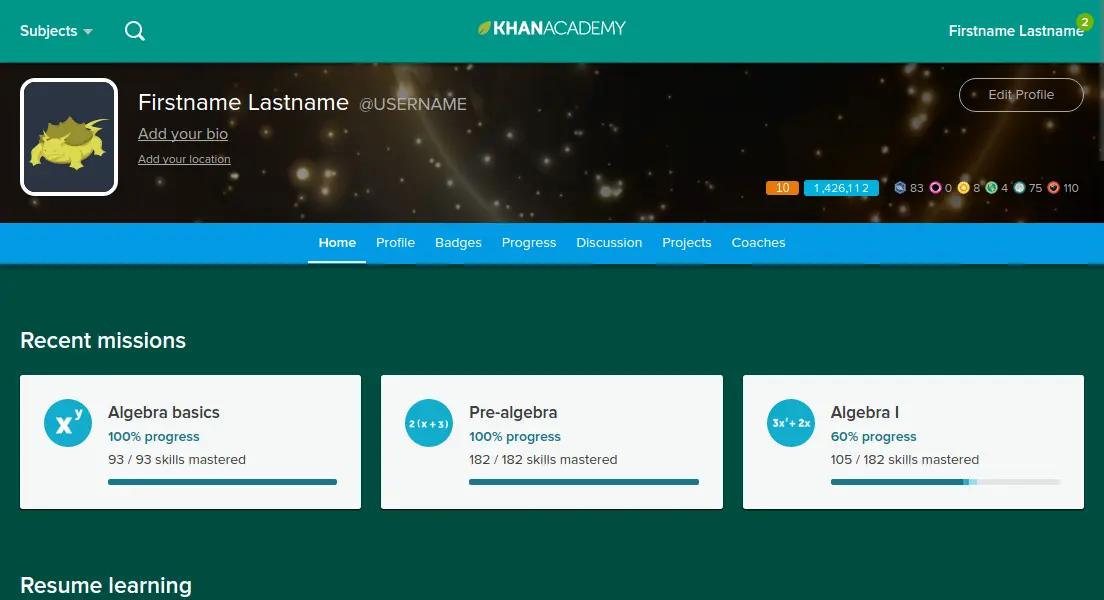 Subjects
KHANACADEMY
Firstname Lastname
2
Firstname Lastname @USERNAME
Edit Profile
Add your bio
Add your location
10 1,426,112 83 0 8 4 75 110
Home Profile Badges Progress Discussion Projects Coaches
Recent missions
x^y
Algebra basics
100% progress
93 / 93 skills mastered
2(x+3)
Pre-algebra
100% progress
182 / 182 skills mastered
3x²+2x
Algebra I
60% progress
105 / 182 skills mastered
Resume learning